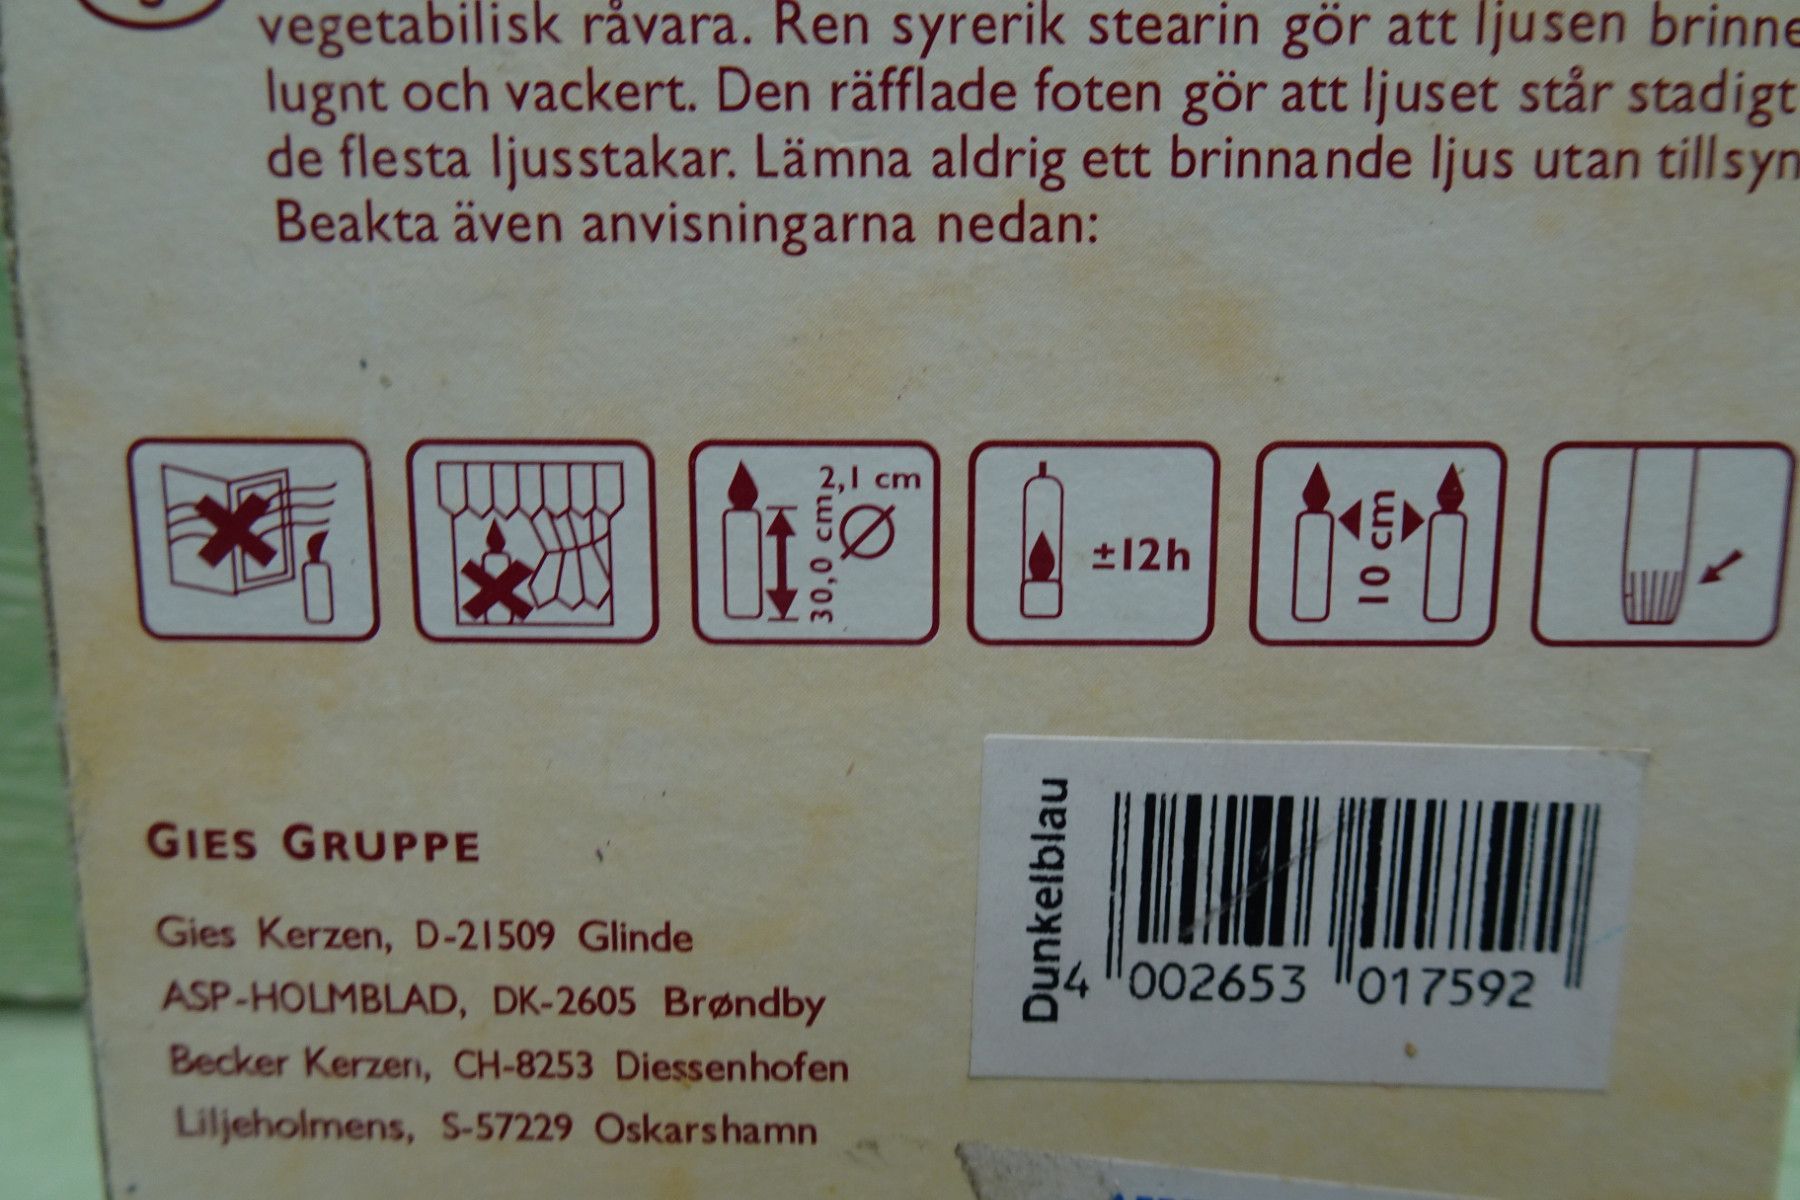 vegetabilisk råvara. Ren syrerik stearin gör att ljusen brinne
lugnt och vackert. Den räfflade foten gör att ljuset står stadigt
de flesta ljusstakar. Lämna aldrig ett brinnande ljus utan tillsyn
Beakta även anvisningarna nedan:
2,1 cm
30,0 cm
Ø
±12h
10 cm
GIES GRUPPE
Gies Kerzen, D-21509 Glinde
ASP-HOLMBLAD, DK-2605 Brøndby
Becker Kerzen, CH-8253 Diessenhofen
Liljeholmens, S-57229 Oskarshamn
Dunkelblau
4 002653 017592